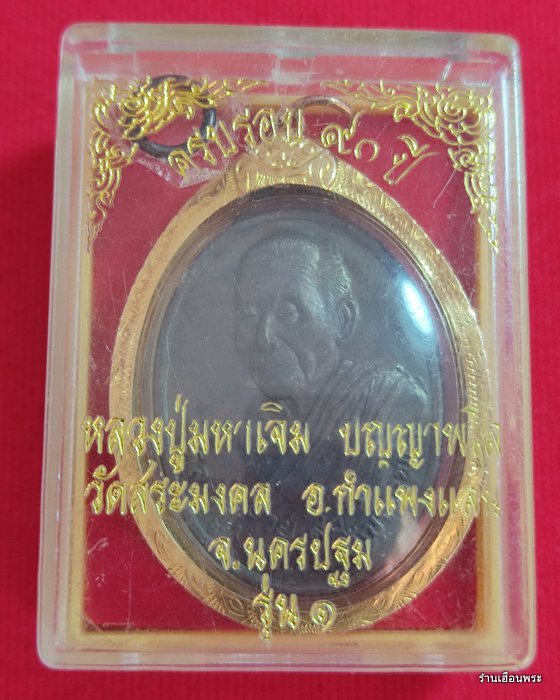 ครบรอบ ๙๐ ปี
หลวงปู่มหาเจิม ปญฺญาพโล
วัดสระมงคล อ.กำแพงแสน
จ.นครปฐม
รุ่น ๑
ร้านเฮือนพระ